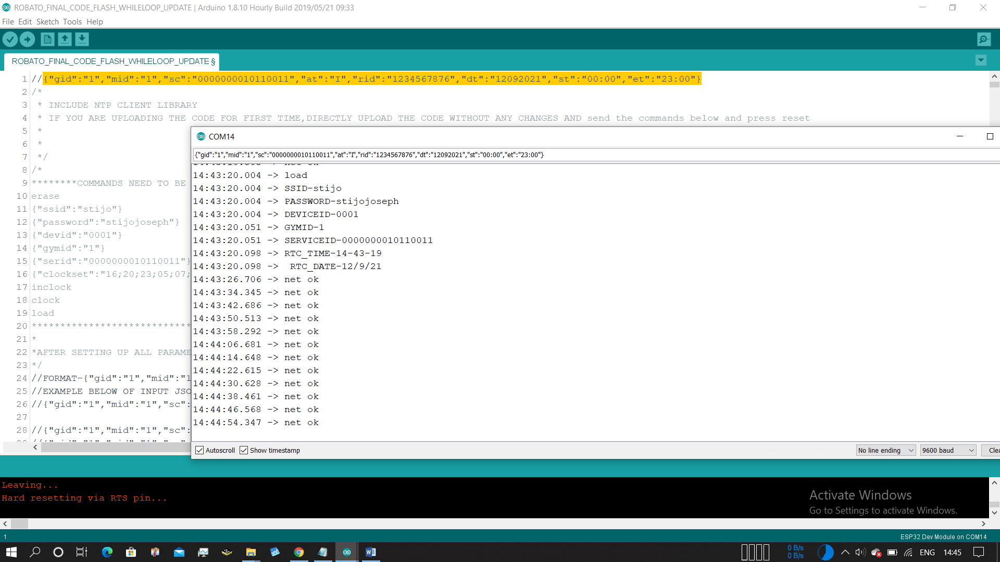 ROBATO_FINAL_CODE_FLASH_WHILELOOP_UPDATE | Arduino 1.8.10 Hourly Build 2019/05/21 09:33
File Edit Sketch Tools Help
ROBATO_FINAL_CODE_FLASH_WHILELOOP_UPDATE §
1 //{"gid":"1","mid":"1","sc":"0000000010110011","at":"I","rid":"1234567876","dt":"12092021","st":"00:00","et":"23:00"}
2 /*
3 * INCLUDE NTP CLIENT LIBRARY
4 * IF YOU ARE UPLOADING THE CODE FOR FIRST TIME,DIRECTLY UPLOAD THE CODE WITHOUT ANY CHANGES AND send the commands below and press reset
5 *
6 *
7 */
8 /*
9 ********COMMANDS NEED TO BE
10 erase
11 {"ssid":"stijo"}
12 {"password":"stijojoseph"}
13 {"devid":"0001"}
14 {"gymid":"1"}
15 {"serid":"0000000010110011"}
16 {"clockset":"16;20;23;05;07;
17 inclock
18 clock
19 load
20 ****************************
21 *
22 *AFTER SETTING UP ALL PARAME
23 */
24 //FORMAT-{"gid":"1","mid":"1
25 //EXAMPLE BELOW OF INPUT JSO
26 //{"gid":"1","mid":"1","sc":
27
28 //{"gid":"1","mid":"1","sc":
COM14
{"gid":"1","mid":"1","sc":"0000000010110011","at":"I","rid":"1234567876","dt":"12092021","st":"00:00","et":"23:00"}
14:43:20.004 -> load
14:43:20.004 -> SSID-stijo
14:43:20.004 -> PASSWORD-stijojoseph
14:43:20.004 -> DEVICEID-0001
14:43:20.051 -> GYMID-1
14:43:20.051 -> SERVICEID-0000000010110011
14:43:20.098 -> RTC_TIME-14-43-19
14:43:20.098 -> RTC_DATE-12/9/21
14:43:26.706 -> net ok
14:43:34.345 -> net ok
14:43:42.686 -> net ok
14:43:50.513 -> net ok
14:43:58.292 -> net ok
14:44:06.681 -> net ok
14:44:14.648 -> net ok
14:44:22.615 -> net ok
14:44:30.628 -> net ok
14:44:38.461 -> net ok
14:44:46.568 -> net ok
14:44:54.347 -> net ok
Autoscroll Show timestamp No line ending 9600 baud Clea
Leaving...
Hard resetting via RTS pin...
Activate Windows
Go to Settings to activate Windows.
1 ESP32 Dev Module on COM14
0 B/s
0 B/s
ENG 14:45